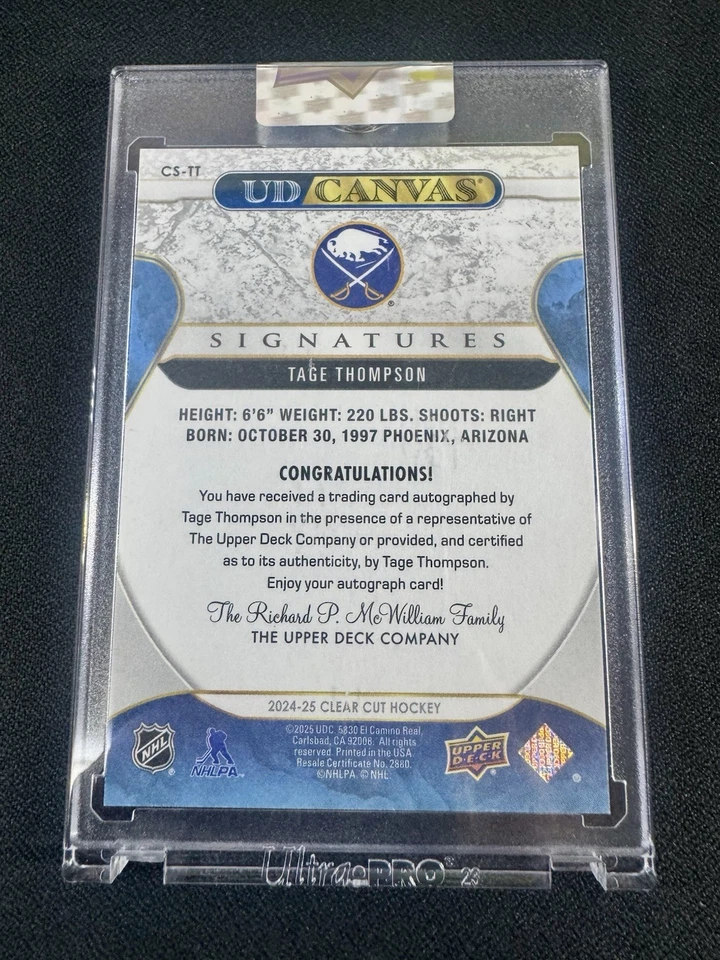 CS-TT
UD CANVAS®
®
SIGNATURES
TAGE THOMPSON
HEIGHT: 6'6" WEIGHT: 220 LBS. SHOOTS: RIGHT
BORN: OCTOBER 30, 1997 PHOENIX, ARIZONA
CONGRATULATIONS!
You have received a trading card autographed by
Tage Thompson in the presence of a representative of
The Upper Deck Company or provided, and certified
as to its authenticity, by Tage Thompson.
Enjoy your autograph card!
The Richard P. McWilliam Family
THE UPPER DECK COMPANY
2024-25 CLEAR CUT HOCKEY
©2025 UDC, 5830 El Camino Real,
Carlsbad, CA 92008. All rights
reserved. Printed in the USA
Resale Certificate No. 2880.
©NHLPA. © NHL
NHL ®
NHLPA
UPPER
DECK
®
Ultra•PRO 23